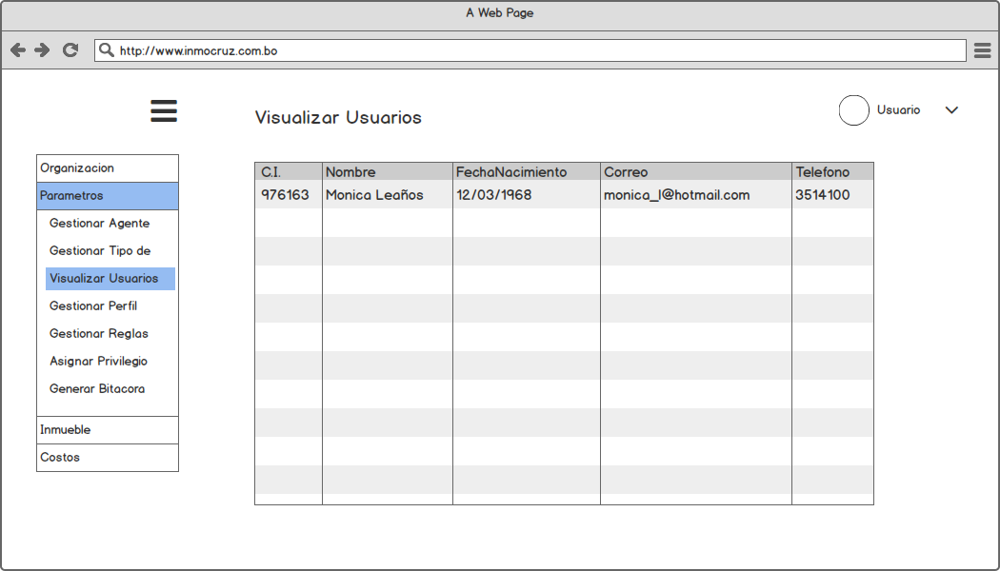 A Web Page
http://www.inmocruz.com.bo
Visualizar Usuarios
Usuario
Organizacion
Parametros
Gestionar Agente
Gestionar Tipo de
Visualizar Usuarios
Gestionar Perfil
Gestionar Reglas
Asignar Privilegio
Generar Bitacora
Inmueble
Costos
C.I. Nombre FechaNacimiento Correo Telefono
976163 Monica Leaños 12/03/1968 monica_l@hotmail.com 3514100